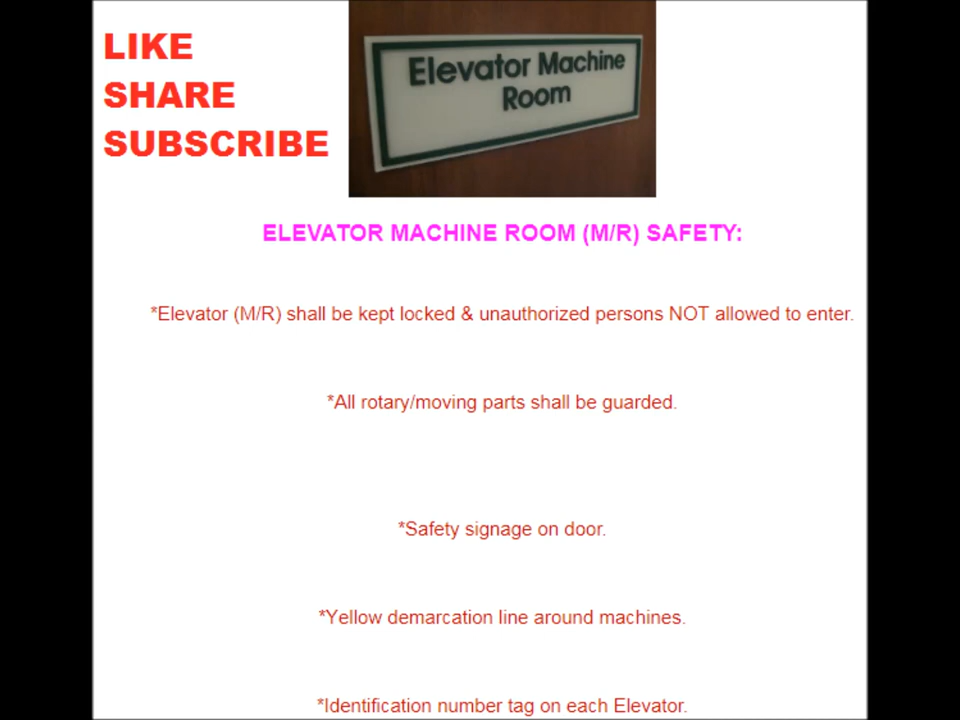 LIKE
SHARE
SUBSCRIBE
Elevator Machine
Room
ELEVATOR MACHINE ROOM (M/R) SAFETY:
*Elevator (M/R) shall be kept locked & unauthorized persons NOT allowed to enter.
*All rotary/moving parts shall be guarded.
*Safety signage on door.
*Yellow demarcation line around machines.
*Identification number tag on each Elevator.